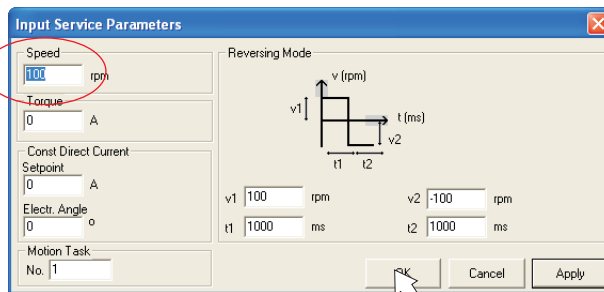 Input Service Parameters
Speed
100 rpm
Torque
0 A
Const Direct Current
Setpoint
0 A
Electr. Angle
0 °
Motion Task
No. 1
Reversing Mode
v (rpm)
v1
t (ms)
v2
t1 t2
v1 100 rpm v2 -100 rpm
t1 1000 ms t2 1000 ms
OK Cancel Apply